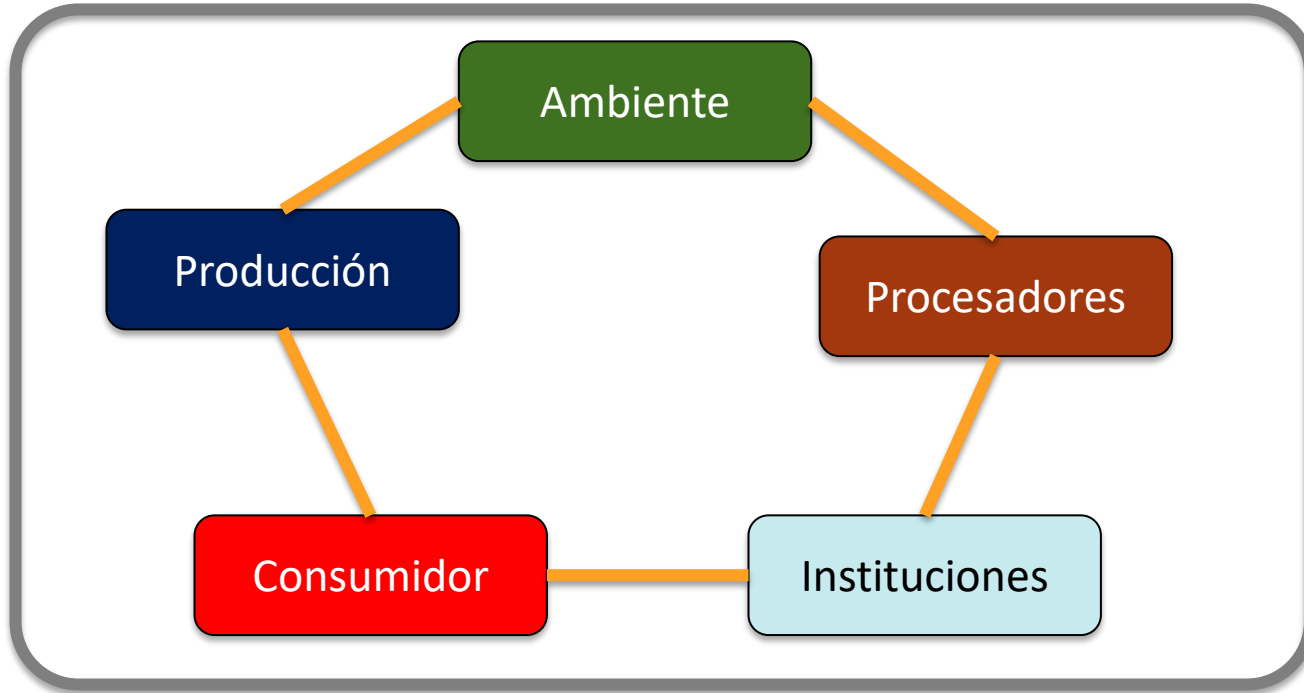 Ambiente
Producción
Procesadores
Consumidor
Instituciones